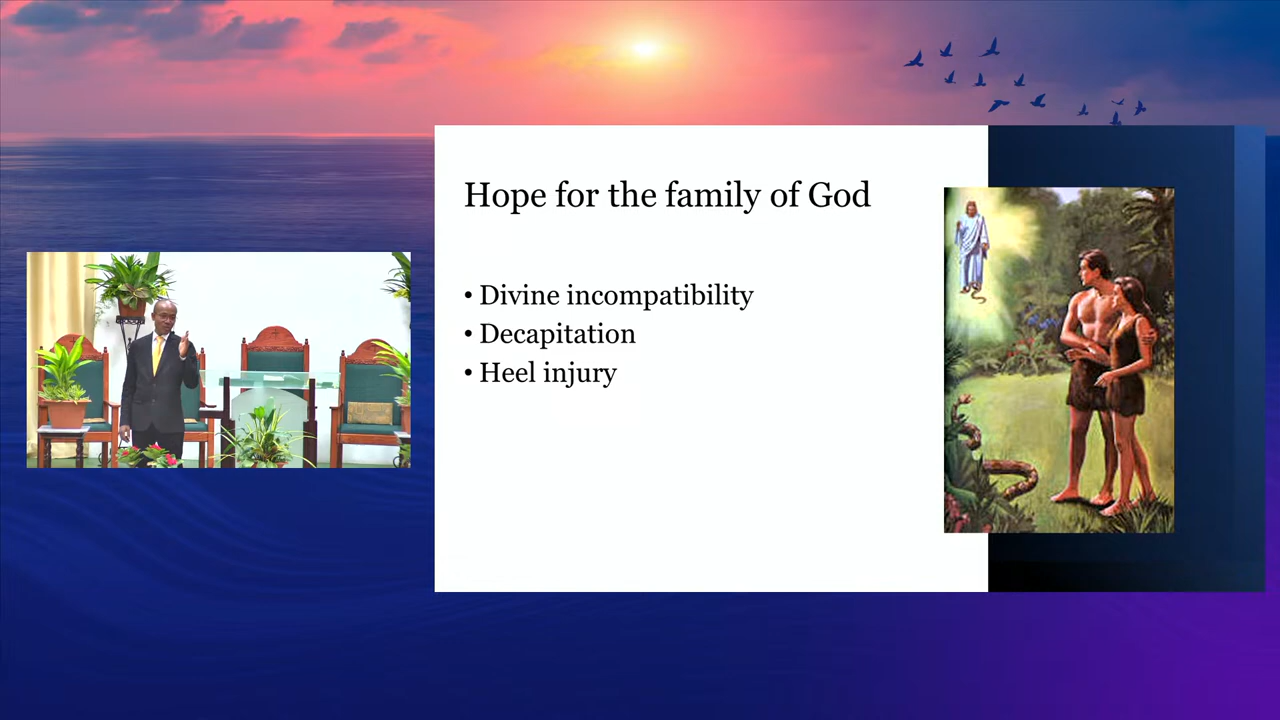 Hope for the family of God
• Divine incompatibility
• Decapitation
• Heel injury